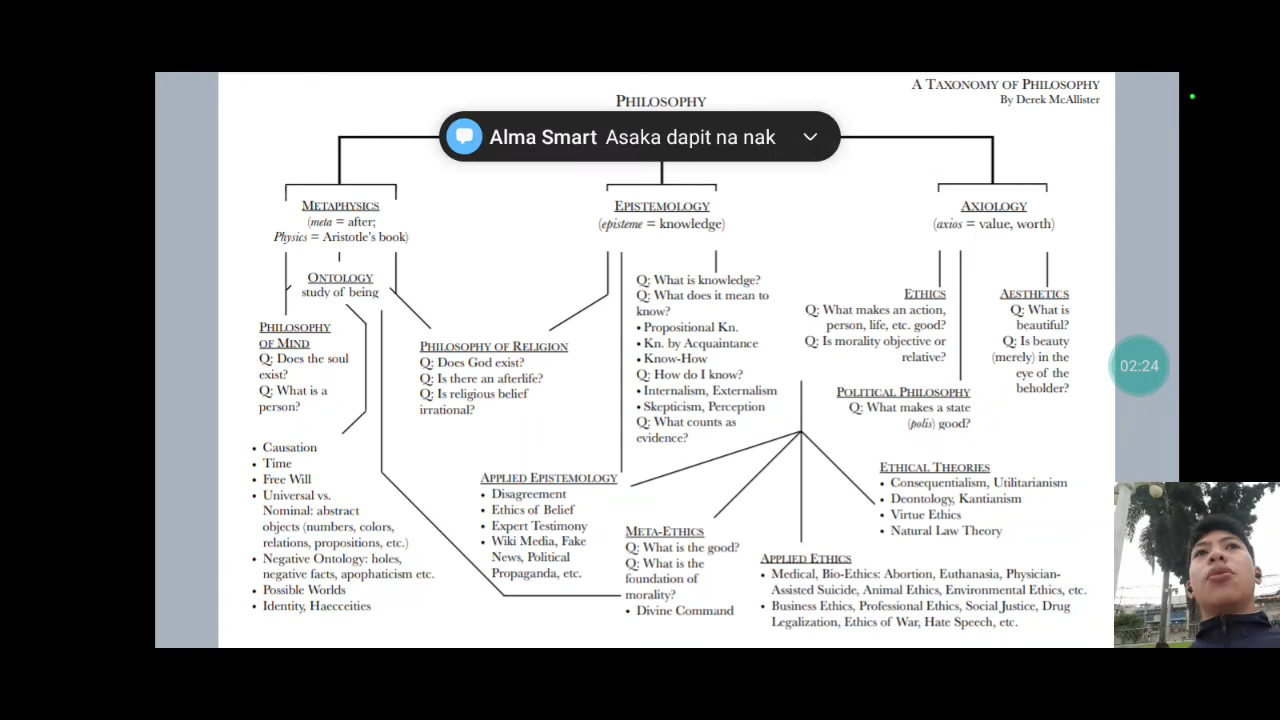 A TAXONOMY OF PHILOSOPHY
By Derek McAllister
PHILOSOPHY
Alma Smart Asaka dapit na nak
METAPHYSICS
(meta = after;
Physics = Aristotle's book)
ONTOLOGY
study of being
PHILOSOPHY
OF MIND
Q: Does the soul
exist?
Q: What is a
person?
• Causation
• Time
• Free Will
• Universal vs.
Nominal: abstract
objects (numbers, colors,
relations, propositions, etc.)
• Negative Ontology: holes,
negative facts, apophaticism etc.
• Possible Worlds
• Identity, Haecceities
PHILOSOPHY OF RELIGION
Q: Does God exist?
Q: Is there an afterlife?
Q: Is religious belief
irrational?
EPISTEMOLOGY
(episteme = knowledge)
Q: What is knowledge?
Q: What does it mean to
know?
• Propositional Kn.
• Kn. by Acquaintance
• Know-How
Q: How do I know?
• Internalism, Externalism
• Skepticism, Perception
Q: What counts as
evidence?
APPLIED EPISTEMOLOGY
• Disagreement
• Ethics of Belief
• Expert Testimony
• Wiki Media, Fake
News, Political
Propaganda, etc.
AXIOLOGY
(axios = value, worth)
ETHICS
Q: What makes an action,
person, life, etc. good?
Q: Is morality objective or
relative?
AESTHETICS
Q: What is
beautiful?
Q: Is beauty
(merely) in the
eye of the
beholder?
POLITICAL PHILOSOPHY
Q: What makes a state
(polis) good?
META-ETHICS
Q: What is the good?
Q: What is the
foundation of
morality?
• Divine Command
APPLIED ETHICS
• Medical, Bio-Ethics: Abortion, Euthanasia, Physician-
Assisted Suicide, Animal Ethics, Environmental Ethics, etc.
• Business Ethics, Professional Ethics, Social Justice, Drug
Legalization, Ethics of War, Hate Speech, etc.
ETHICAL THEORIES
• Consequentialism, Utilitarianism
• Deontology, Kantianism
• Virtue Ethics
• Natural Law Theory
02:24